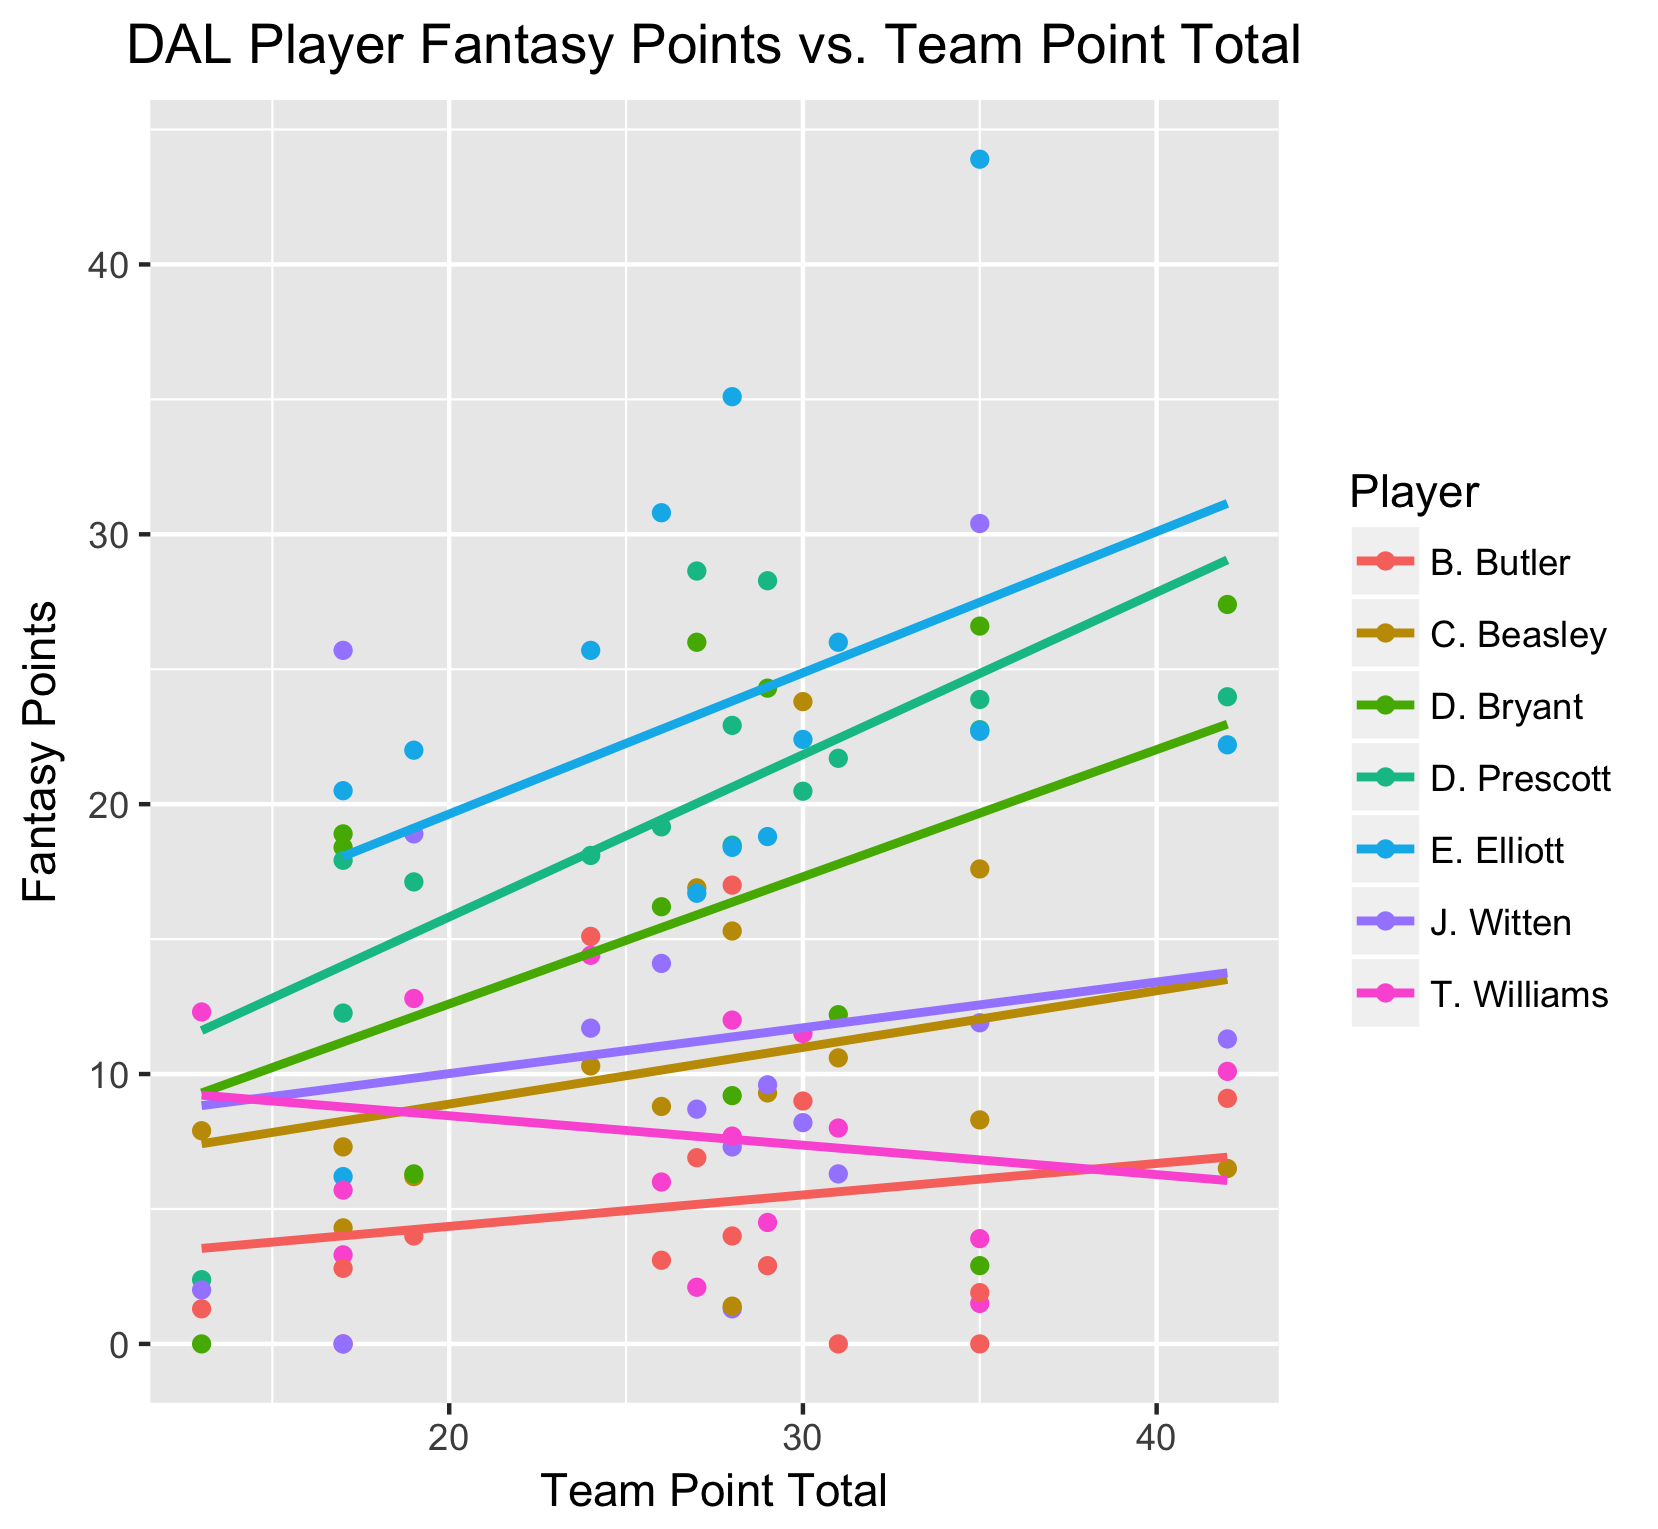 DAL Player Fantasy Points vs. Team Point Total
Fantasy Points
40
30
20
10
0
20
30
40
Team Point Total
Player
B. Butler
C. Beasley
D. Bryant
D. Prescott
E. Elliott
J. Witten
T. Williams